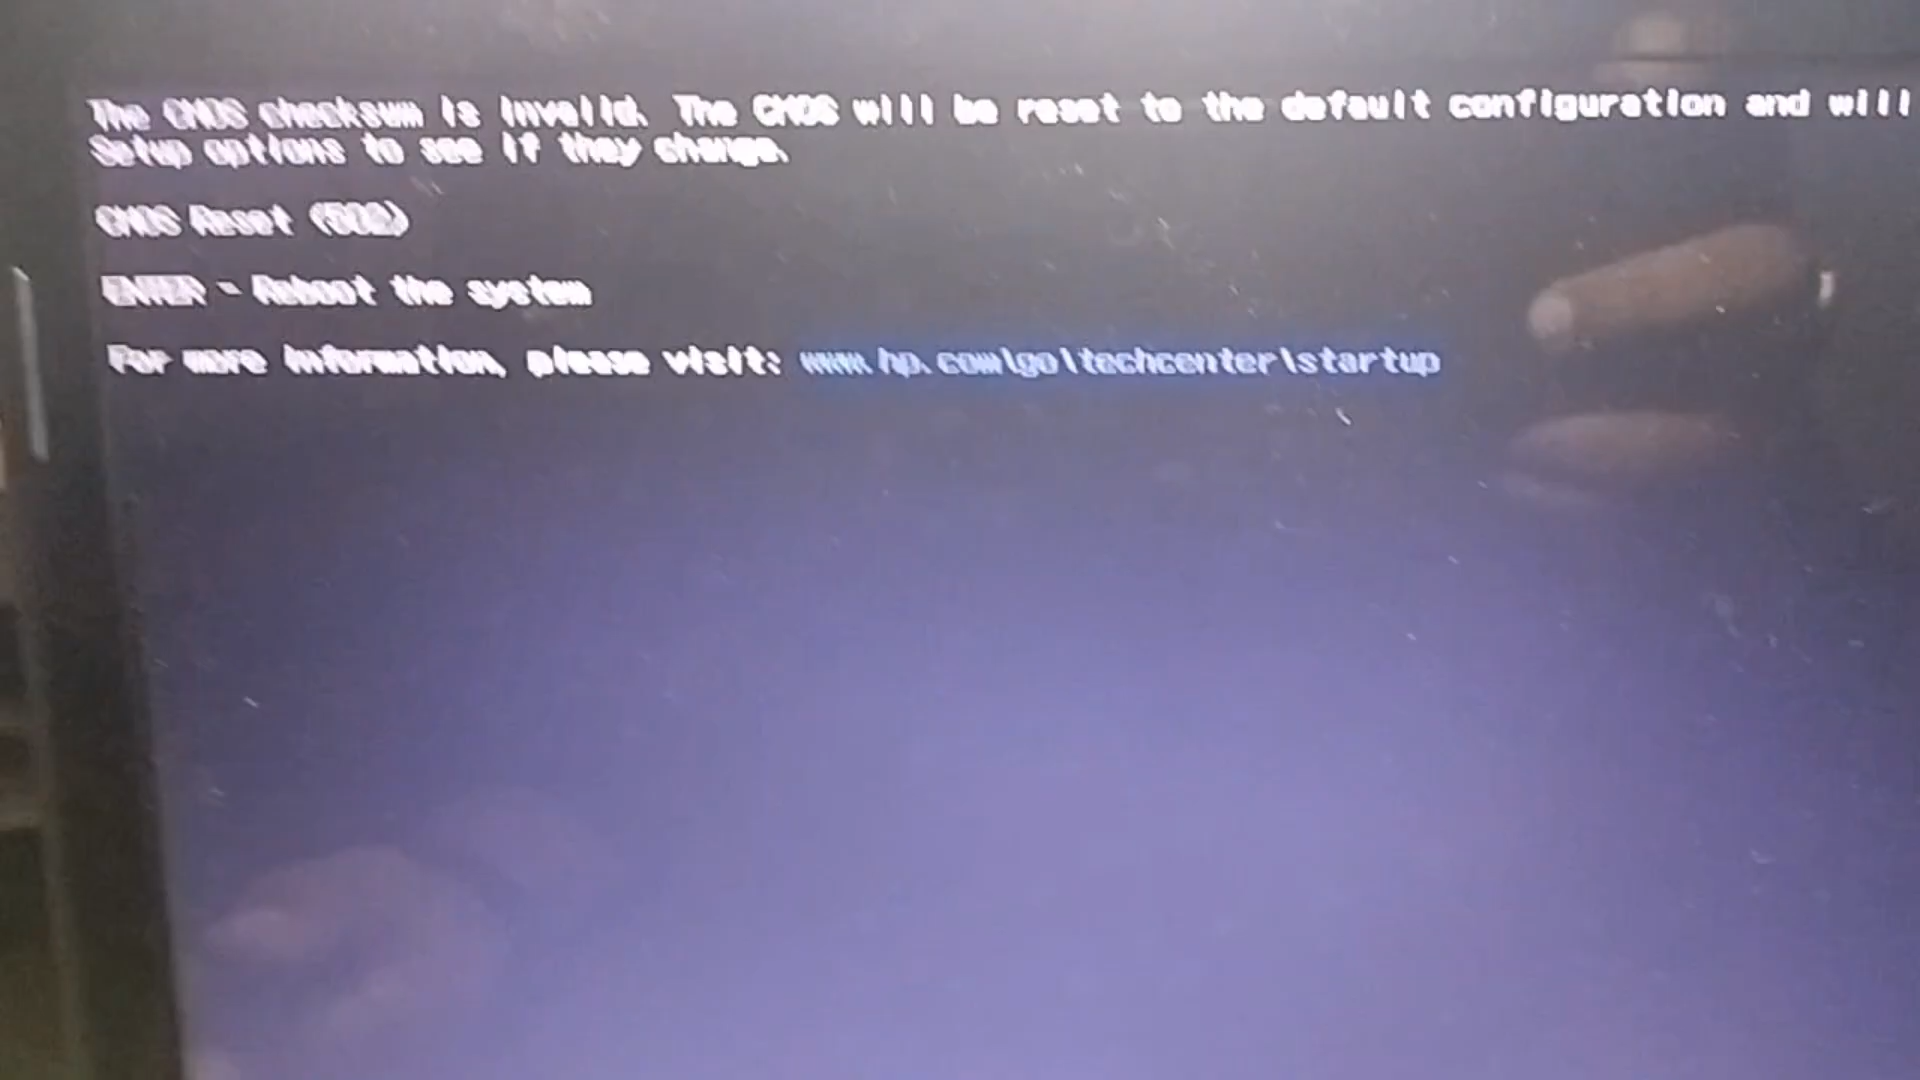 The CMOS checksum is invalid. The CMOS will be reset to the default configuration and will
Setup options to see if they change.
CMOS Reset (502)
ENTER - Reboot the system
For more information, please visit: www.hp.com\go\techcenter\startup